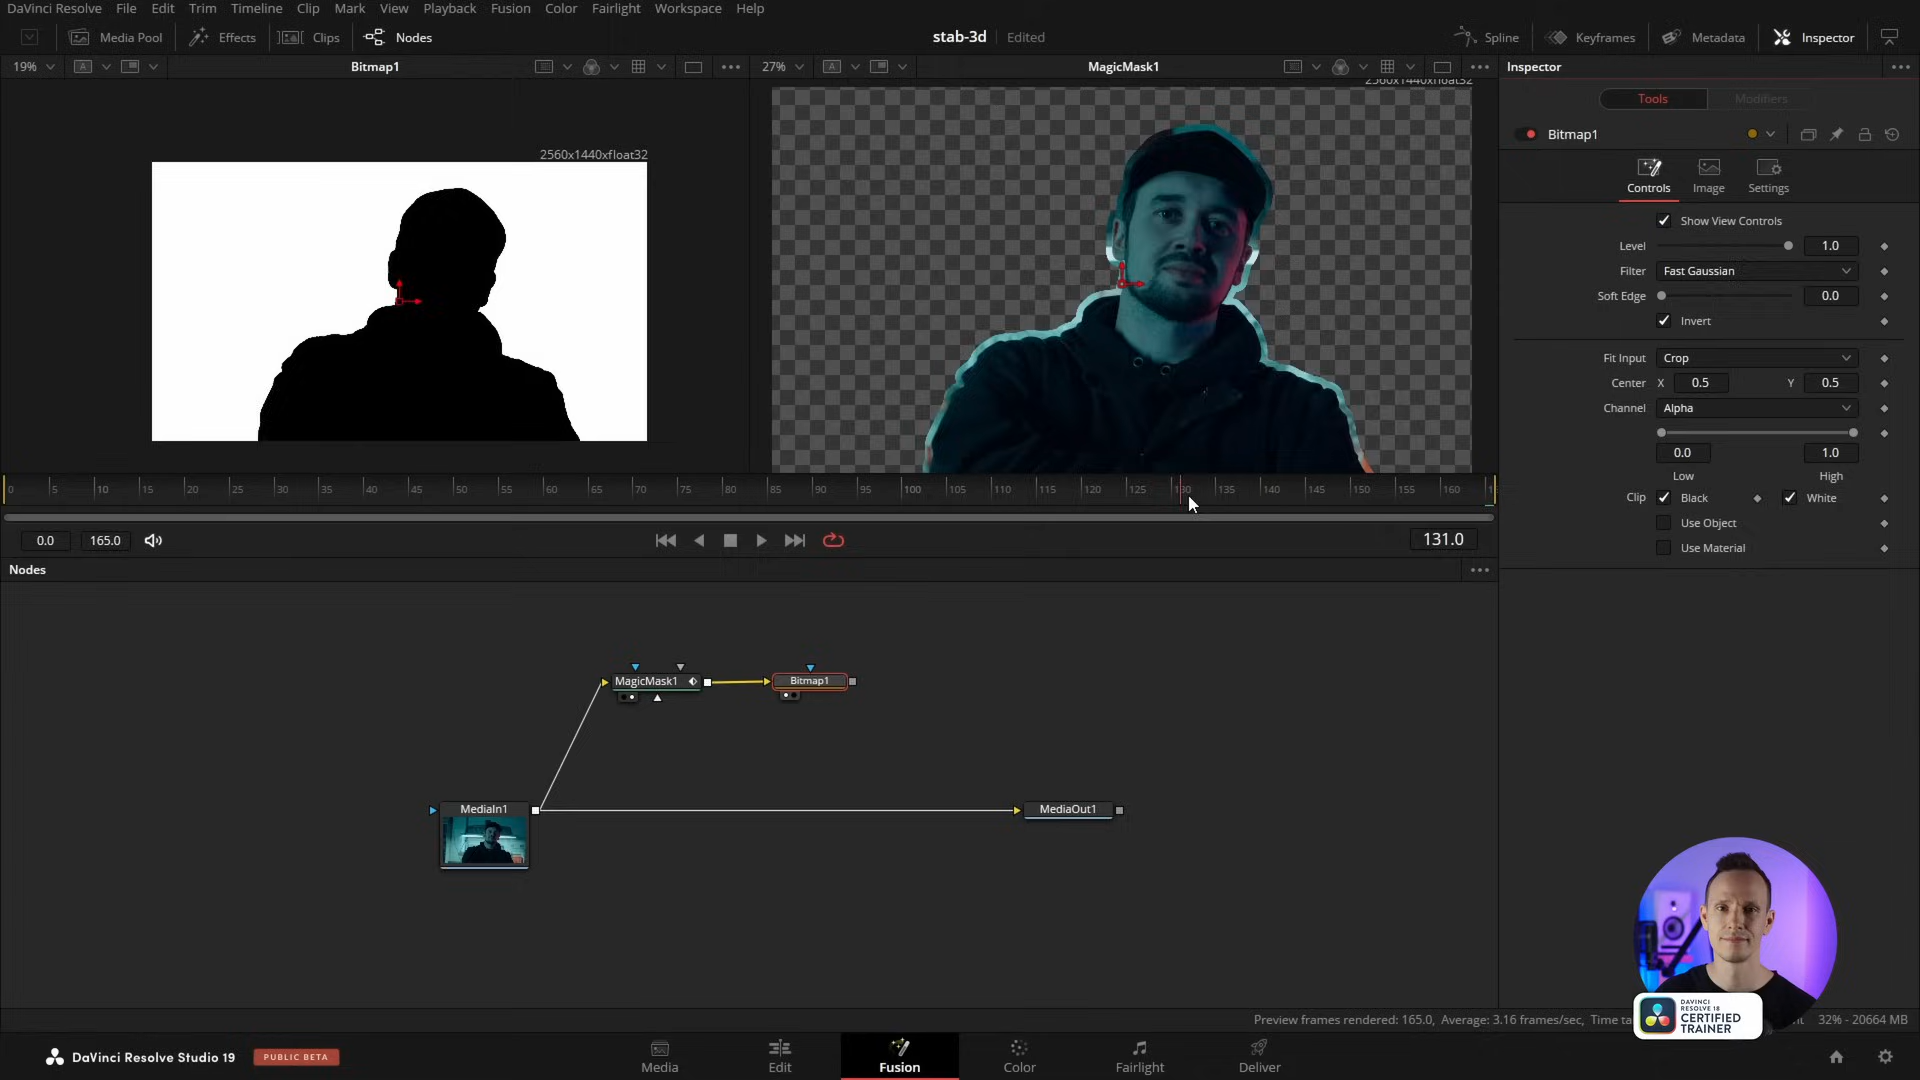 DaVinci Resolve File Edit Trim Timeline Clip Mark View Playback Fusion Color Fairlight Workspace Help
Media Pool Effects Clips Nodes stab-3d Edited Spline Keyframes Metadata Inspector
19% Bitmap1 27% MagicMask1 Inspector
2560x1440xfloat32
2560x1440xfloat32
Tools Modifiers
Bitmap1
Controls Image Settings
Show View Controls
Level 1.0
Filter Fast Gaussian
Soft Edge 0.0
Invert
Fit Input Crop
Center X 0.5 Y 0.5
Channel Alpha
0.0 1.0
Low High
Clip Black White
Use Object
Use Material
0 5 10 15 20 25 30 35 40 45 50 55 60 65 70 75 80 85 90 95 100 105 110 115 120 125 130 135 140 145 150 155 160
0.0 165.0 131.0
Nodes
MagicMask1 Bitmap1
MediaIn1 MediaOut1
DAVINCI
RESOLVE 18
CERTIFIED
TRAINER
Preview frames rendered: 165.0, Average: 3.16 frames/sec, Time 32% - 20664 MB
DaVinci Resolve Studio 19 PUBLIC BETA
Media Edit Fusion Color Fairlight Deliver